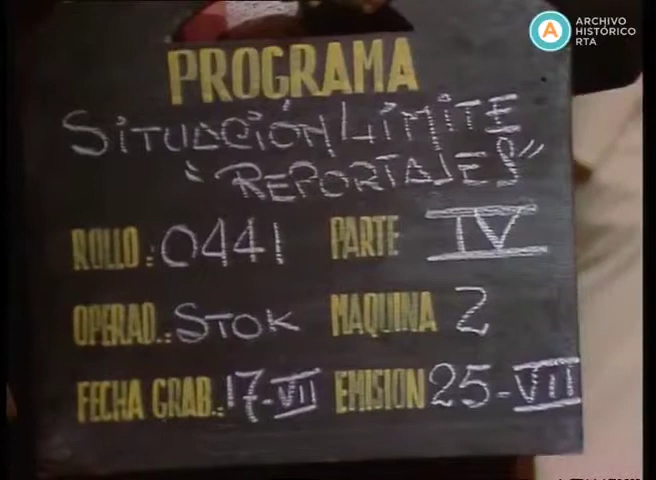 A ARCHIVO
HISTÓRICO
RTA
PROGRAMA
SITUACIÓN LÍMITE
"REPORTAJES"
ROLLO: 0441 PARTE IV
OPERAD.: STOK MAQUINA 2
FECHA GRAB.: 17-VII EMISION 25-VII